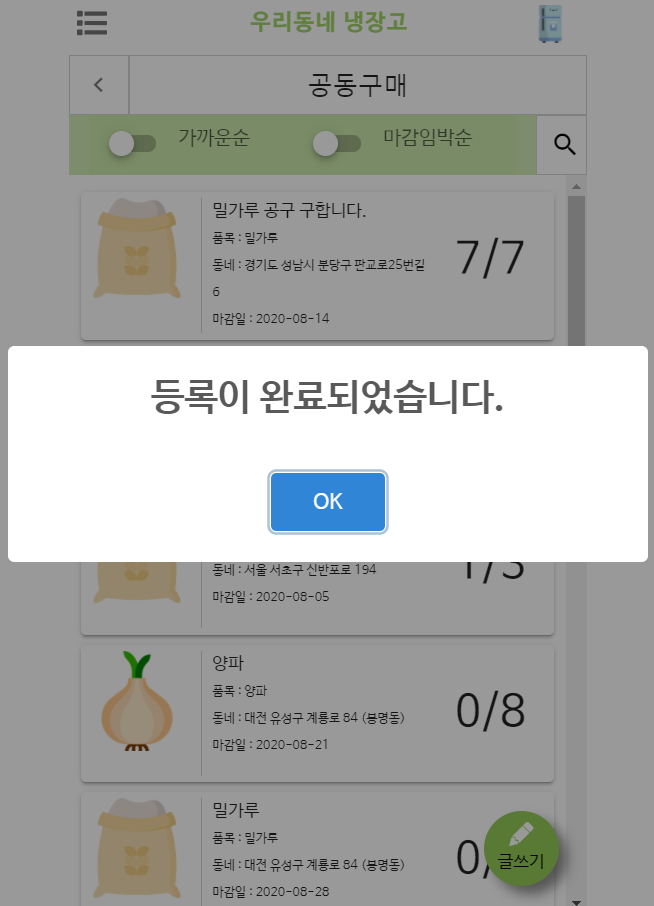 우리동네 냉장고
공동구매
가까운순
마감임박순
밀가루 공구 구합니다.
품목 : 밀가루
동네 : 경기도 성남시 분당구 판교로25번길
6
마감일 : 2020-08-14
7/7
등록이 완료되었습니다.
OK
동네 : 서울 서초구 신반포로 194
마감일 : 2020-08-05
1/3
양파
품목 : 양파
동네 : 대전 유성구 계룡로 84 (봉명동)
마감일 : 2020-08-21
0/8
밀가루
품목 : 밀가루
동네 : 대전 유성구 계룡로 84 (봉명동)
마감일 : 2020-08-28
0/
글쓰기